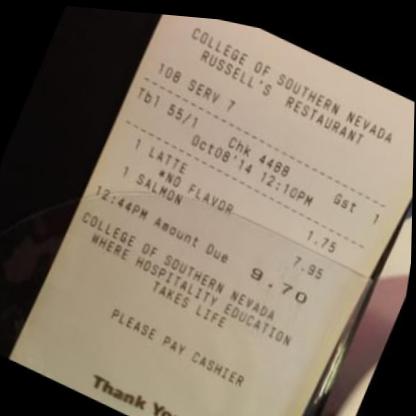 COLLEGE OF SOUTHERN NEVADA
RUSSELL'S RESTAURANT
108 SERV 7
Tbl 55/1 Chk 4488 Gst 1
Oct08'14 12:10PM
1 LATTE 1.75
*NO FLAVOR
1 SALMON 7.95
12:44PM Amount Due 9.70
COLLEGE OF SOUTHERN NEVADA
WHERE HOSPITALITY EDUCATION
TAKES LIFE
PLEASE PAY CASHIER
Thank